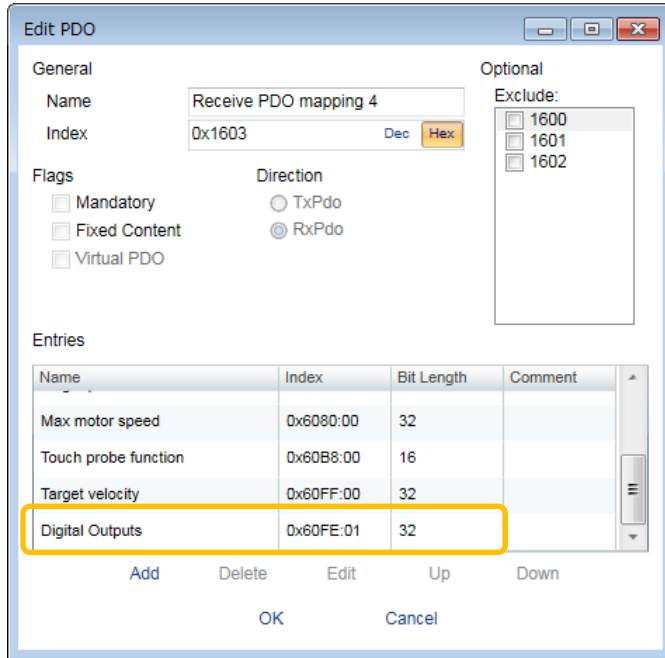 Edit PDO
General
Optional
Name
Receive PDO mapping 4
Exclude:
1600
Index
0x1603
Dec
Hex
1601
1602
Flags
Direction
Mandatory
TxPdo
Fixed Content
RxPdo
Virtual PDO
Entries
Name Index Bit Length Comment
Max motor speed 0x6080:00 32
Touch probe function 0x60B8:00 16
Target velocity 0x60FF:00 32
Digital Outputs 0x60FE:01 32
Add Delete Edit Up Down
OK Cancel